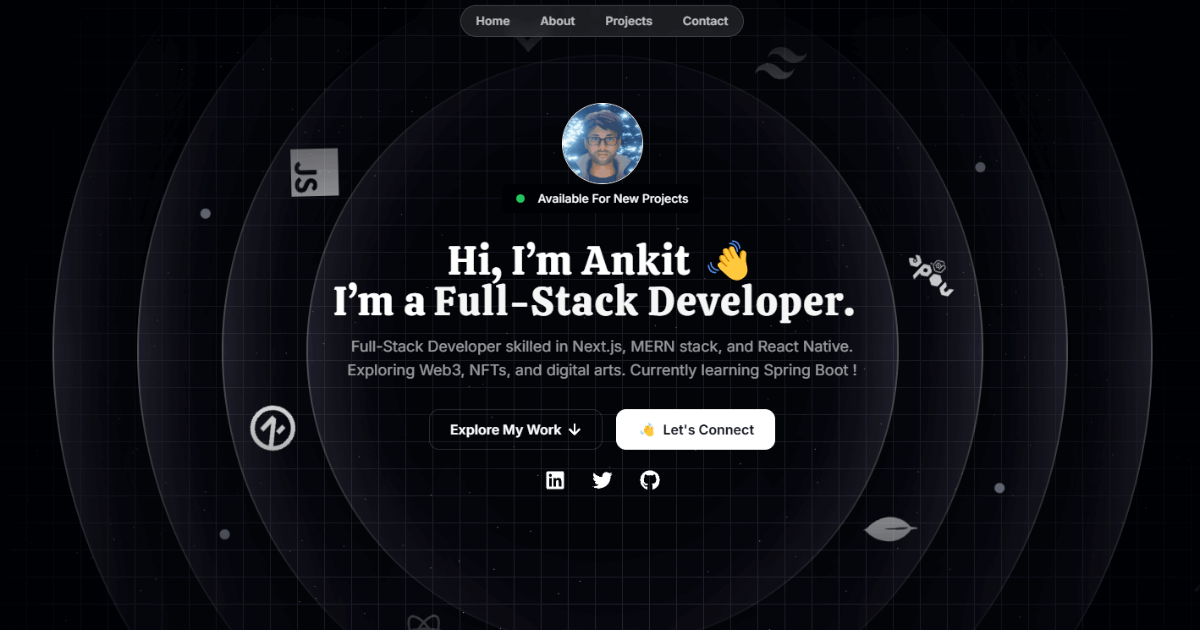 Home About Projects Contact
Available For New Projects
JS
Hi, I’m Ankit 👋
I’m a Full-Stack Developer.
node
Full-Stack Developer skilled in Next.js, MERN stack, and React Native.
Exploring Web3, NFTs, and digital arts. Currently learning Spring Boot !
Explore My Work ↓
👋 Let's Connect
in